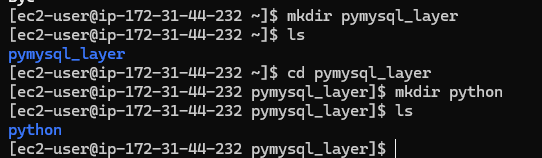 [ec2-user@ip-172-31-44-232 ~]$ mkdir pymysql_layer
[ec2-user@ip-172-31-44-232 ~]$ ls
pymysql_layer
[ec2-user@ip-172-31-44-232 ~]$ cd pymysql_layer
[ec2-user@ip-172-31-44-232 pymysql_layer]$ mkdir python
[ec2-user@ip-172-31-44-232 pymysql_layer]$ ls
python
[ec2-user@ip-172-31-44-232 pymysql_layer]$